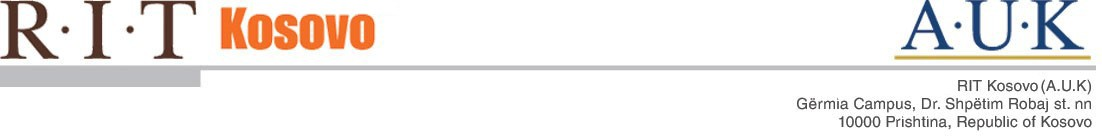 R·I·T Kosovo A·U·K
RIT Kosovo (A.U.K)
Gërmia Campus, Dr. Shpëtim Robaj st. nn
10000 Prishtina, Republic of Kosovo